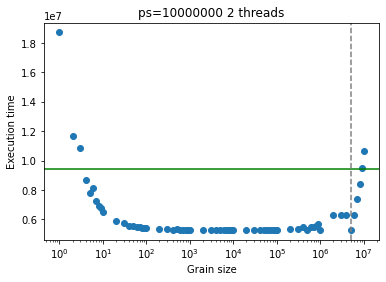 ps=10000000 2 threads
1e7
1.8
1.6
1.4
1.2
1.0
0.8
0.6
Execution time
10⁰ 10¹ 10² 10³ 10⁴ 10⁵ 10⁶ 10⁷
Grain size